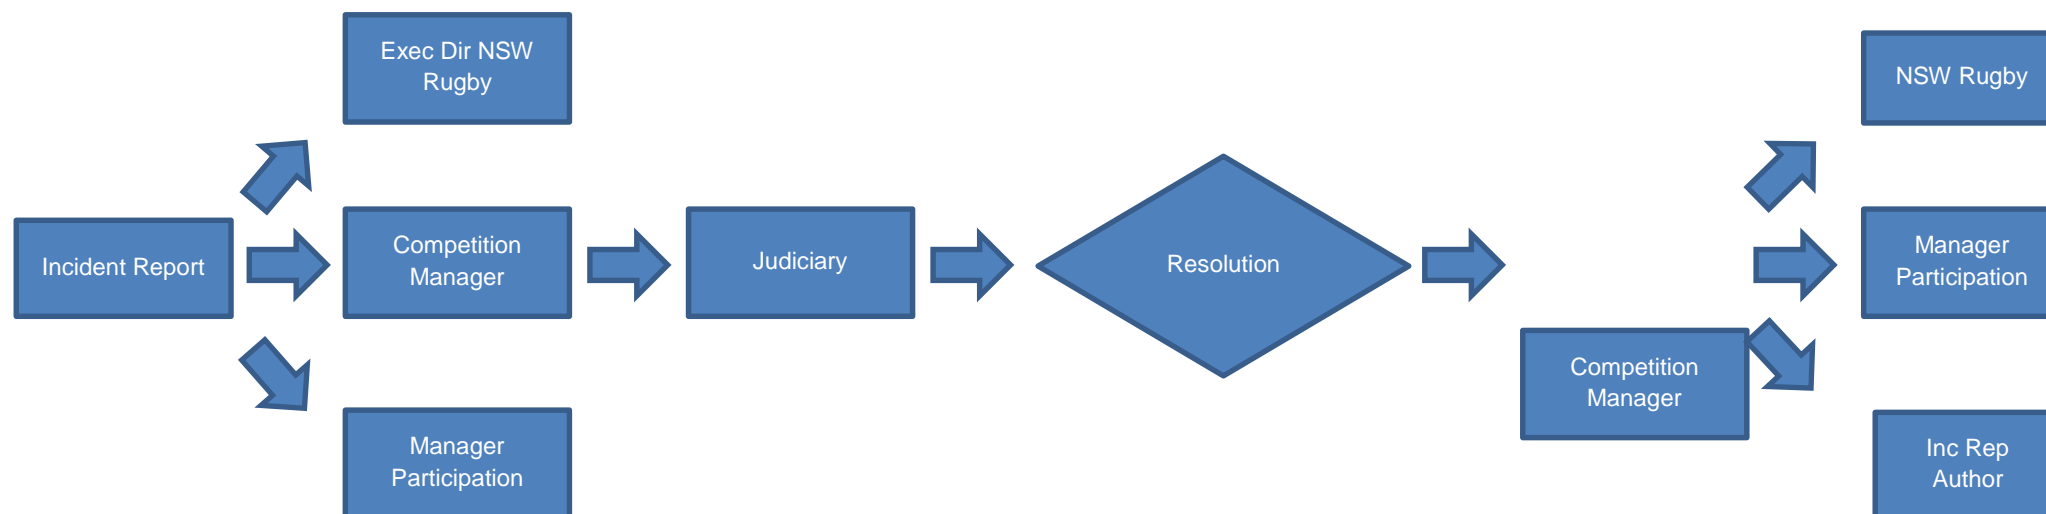 Exec Dir NSW
Rugby
NSW Rugby
Incident Report
Competition
Manager
Judiciary
Resolution
Manager
Participation
Competition
Manager
Manager
Participation
Inc Rep
Author